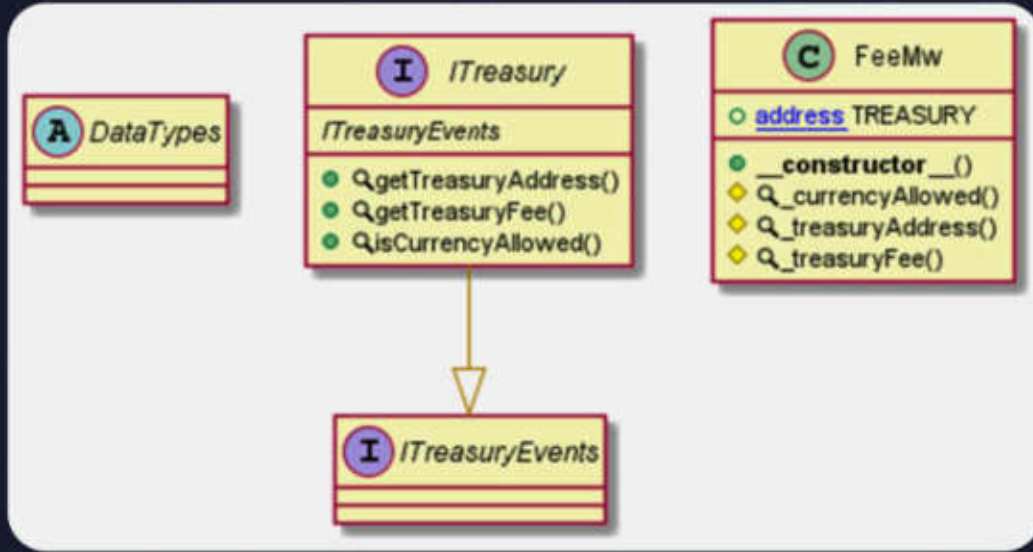 A DataTypes
I ITreasury
ITreasuryEvents
getTreasuryAddress()
getTreasuryFee()
isCurrencyAllowed()
I ITreasuryEvents
C FeeMw
address TREASURY
__constructor__()
_currencyAllowed()
_treasuryAddress()
_treasuryFee()